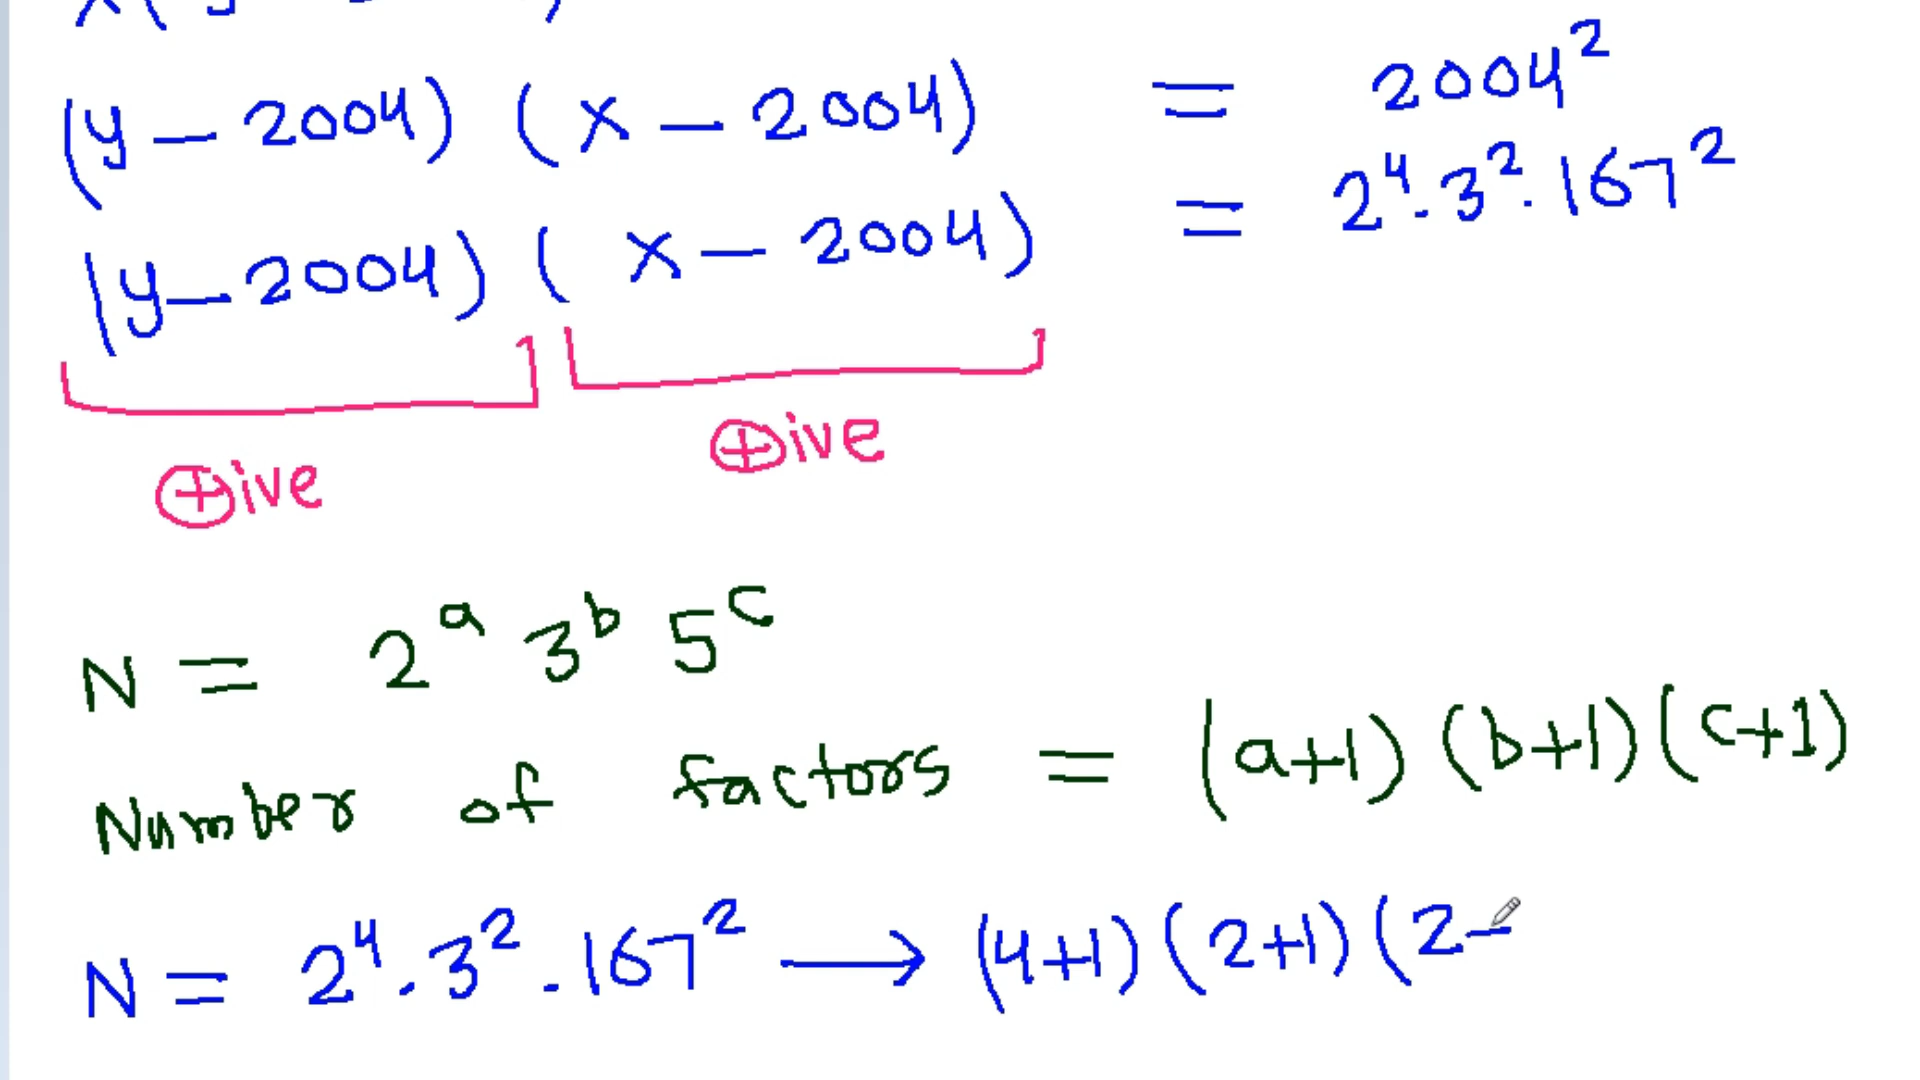 (y - 2004) (x - 2004) = 2004²
(y - 2004) (x - 2004) = 2⁴.3².167²
⊕ive ⊕ive
N = 2ᵃ 3ᵇ 5ᶜ
Number of factors = (a+1) (b+1) (c+1)
N = 2⁴.3².167² → (4+1) (2+1) (2-